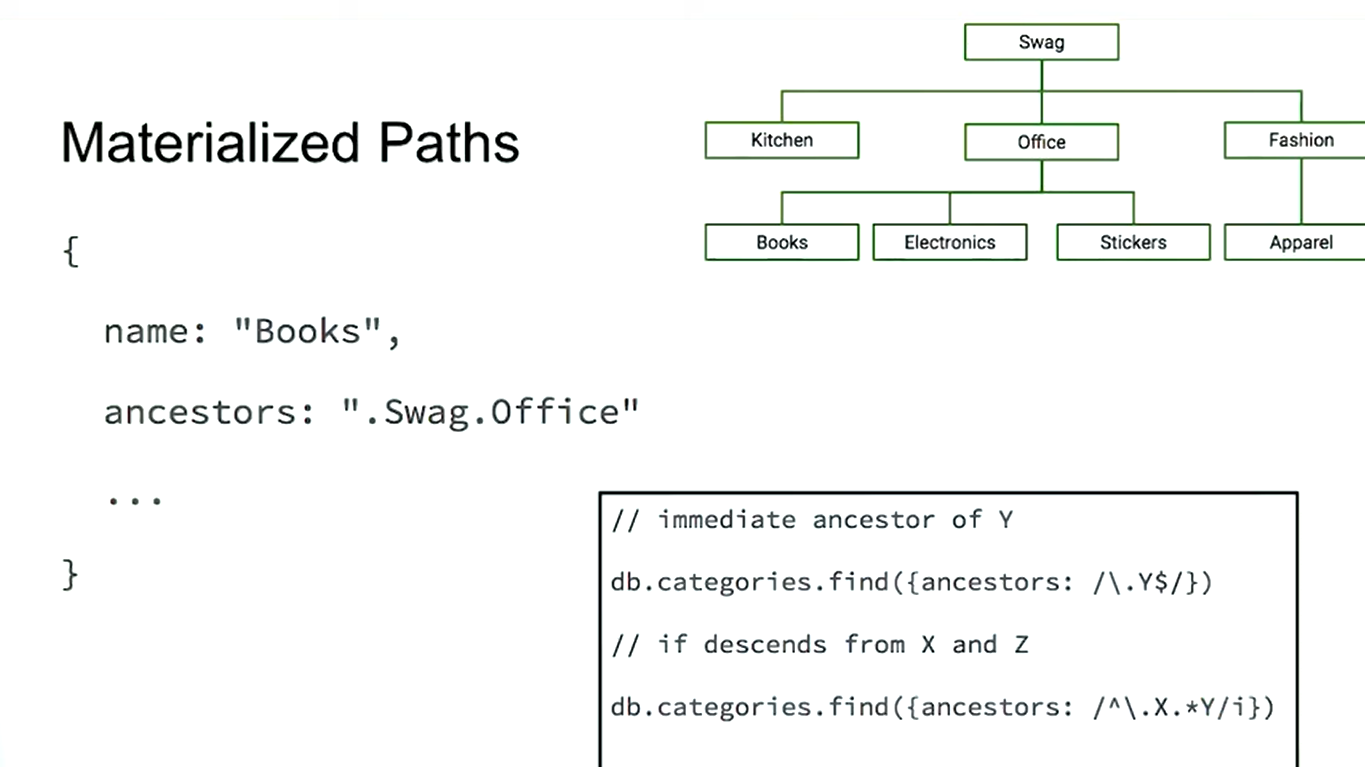 Swag
Kitchen
Office
Fashion
Books
Electronics
Stickers
Apparel
Materialized Paths
{
name: "Books",
ancestors: ".Swag.Office"
...
}
// immediate ancestor of Y
db.categories.find({ancestors: /\.Y$/})
// if descends from X and Z
db.categories.find({ancestors: /^\.X.*Y/i})